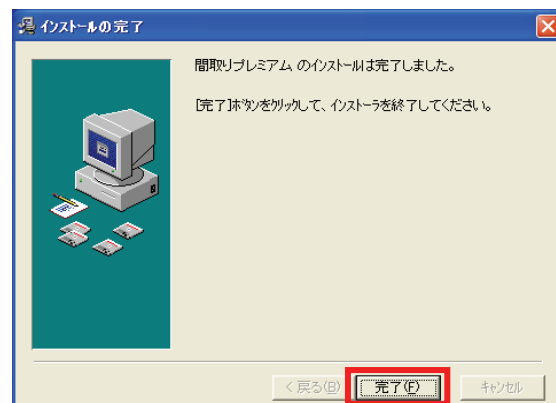 インストールの完了
間取りプレミアム のインストールは完了しました。
[完了]ボタンをクリックして、インストーラを終了してください。
< 戻る(B)
完了(F)
キャンセル